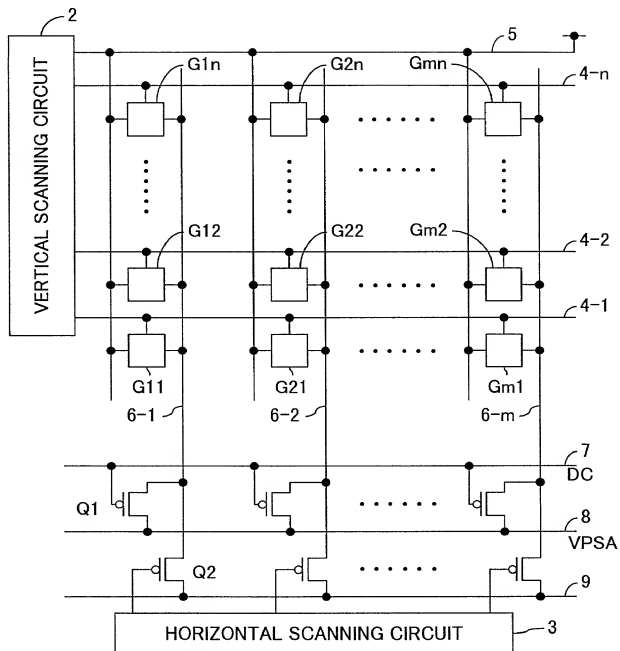 2
5
G1n
G2n
Gmn
4-n
VERTICAL SCANNING CIRCUIT
G12
G22
Gm2
4-2
4-1
G11
G21
Gm1
6-1
6-2
6-m
7
DC
Q1
8
VPSA
Q2
9
HORIZONTAL SCANNING CIRCUIT
3